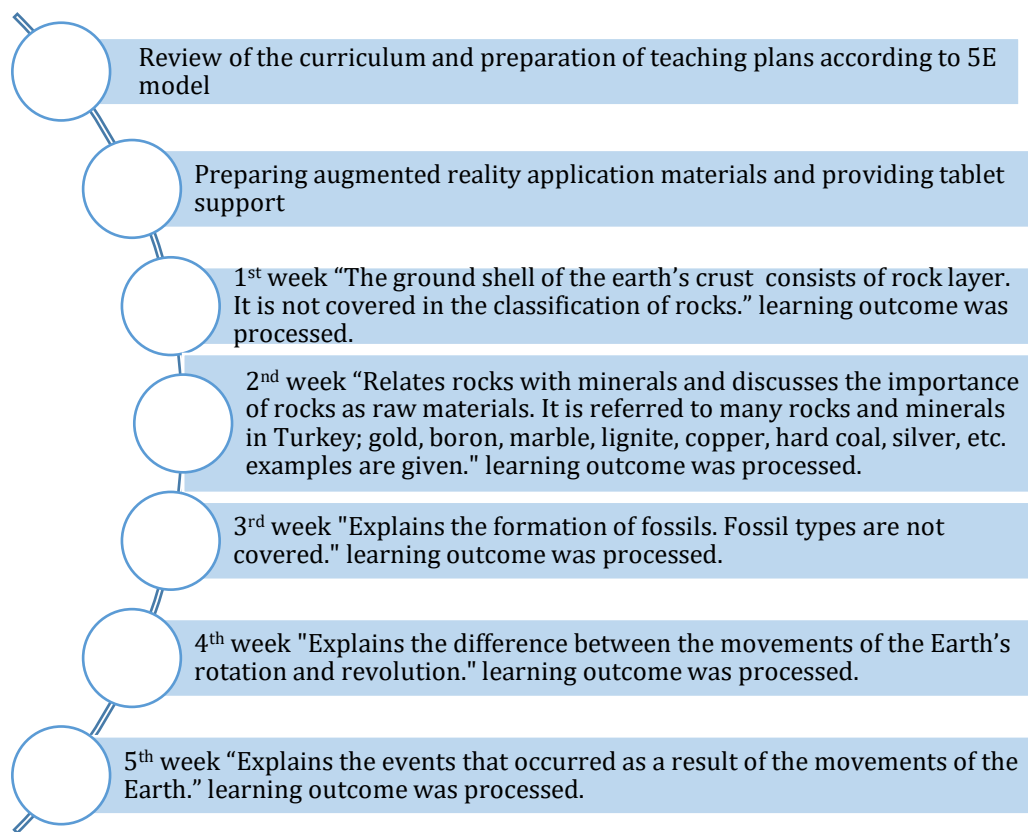 Review of the curriculum and preparation of teaching plans according to 5E
model
Preparing augmented reality application materials and providing tablet
support
1st week “The ground shell of the earth’s crust  consists of rock layer.
It is not covered in the classification of rocks.” learning outcome was
processed.
2nd week “Relates rocks with minerals and discusses the importance
of rocks as raw materials. It is referred to many rocks and minerals
in Turkey; gold, boron, marble, lignite, copper, hard coal, silver, etc.
examples are given." learning outcome was processed.
3rd week "Explains the formation of fossils. Fossil types are not
covered." learning outcome was processed.
4th week "Explains the difference between the movements of the Earth’s
rotation and revolution." learning outcome was processed.
5th week “Explains the events that occurred as a result of the movements of the
Earth.” learning outcome was processed.